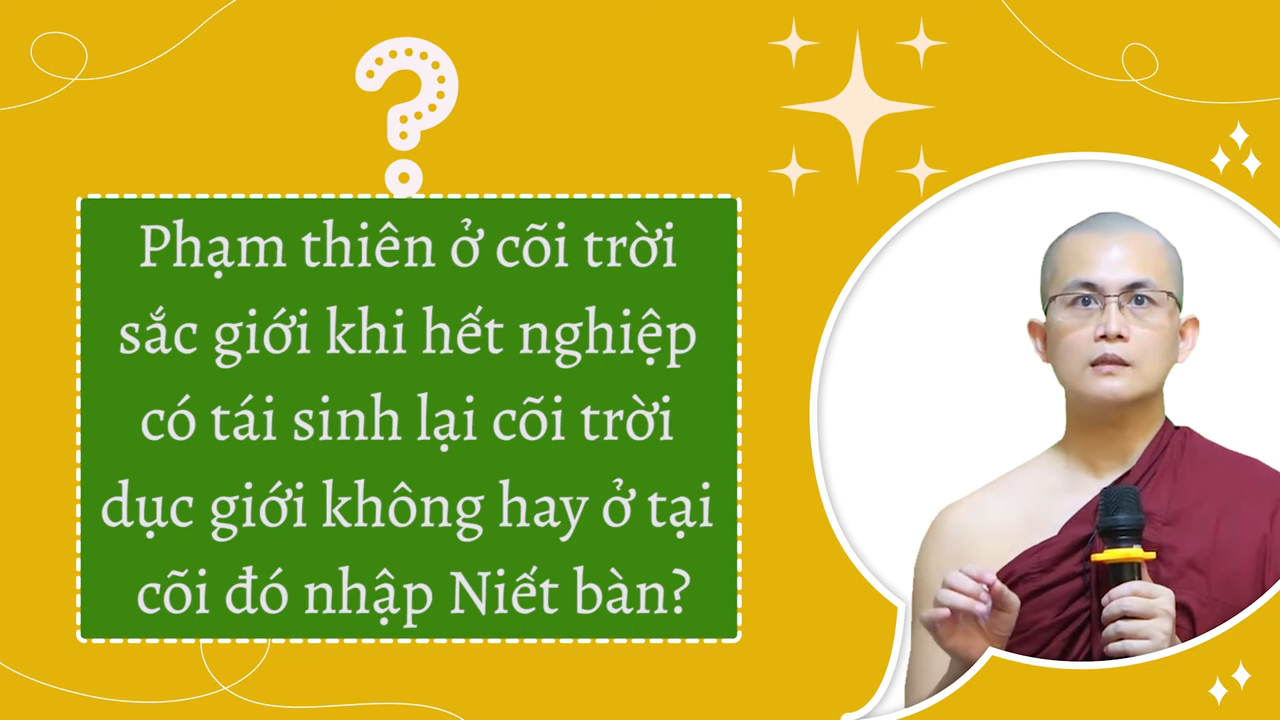 Phạm thiên ở cõi trời
sắc giới khi hết nghiệp
có tái sinh lại cõi trời
dục giới không hay ở tại
cõi đó nhập Niết bàn?